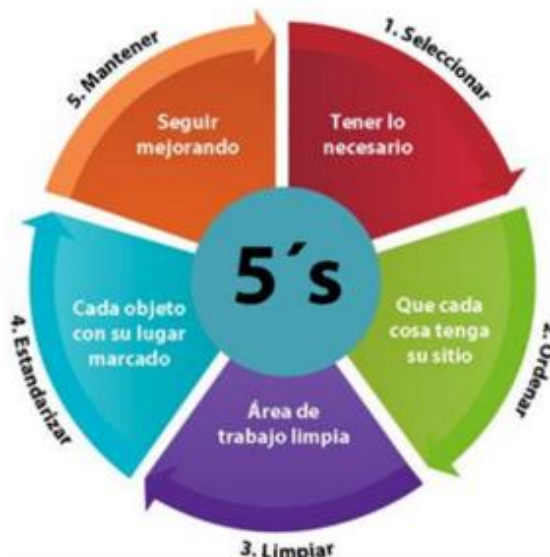 1. Seleccionar
Tener lo
necesario
2. Ordenar
Que cada
cosa tenga
su sitio
3. Limpiar
Área de
trabajo limpia
4. Estandarizar
Cada objeto
con su lugar
marcado
5. Mantener
Seguir
mejorando
5´s